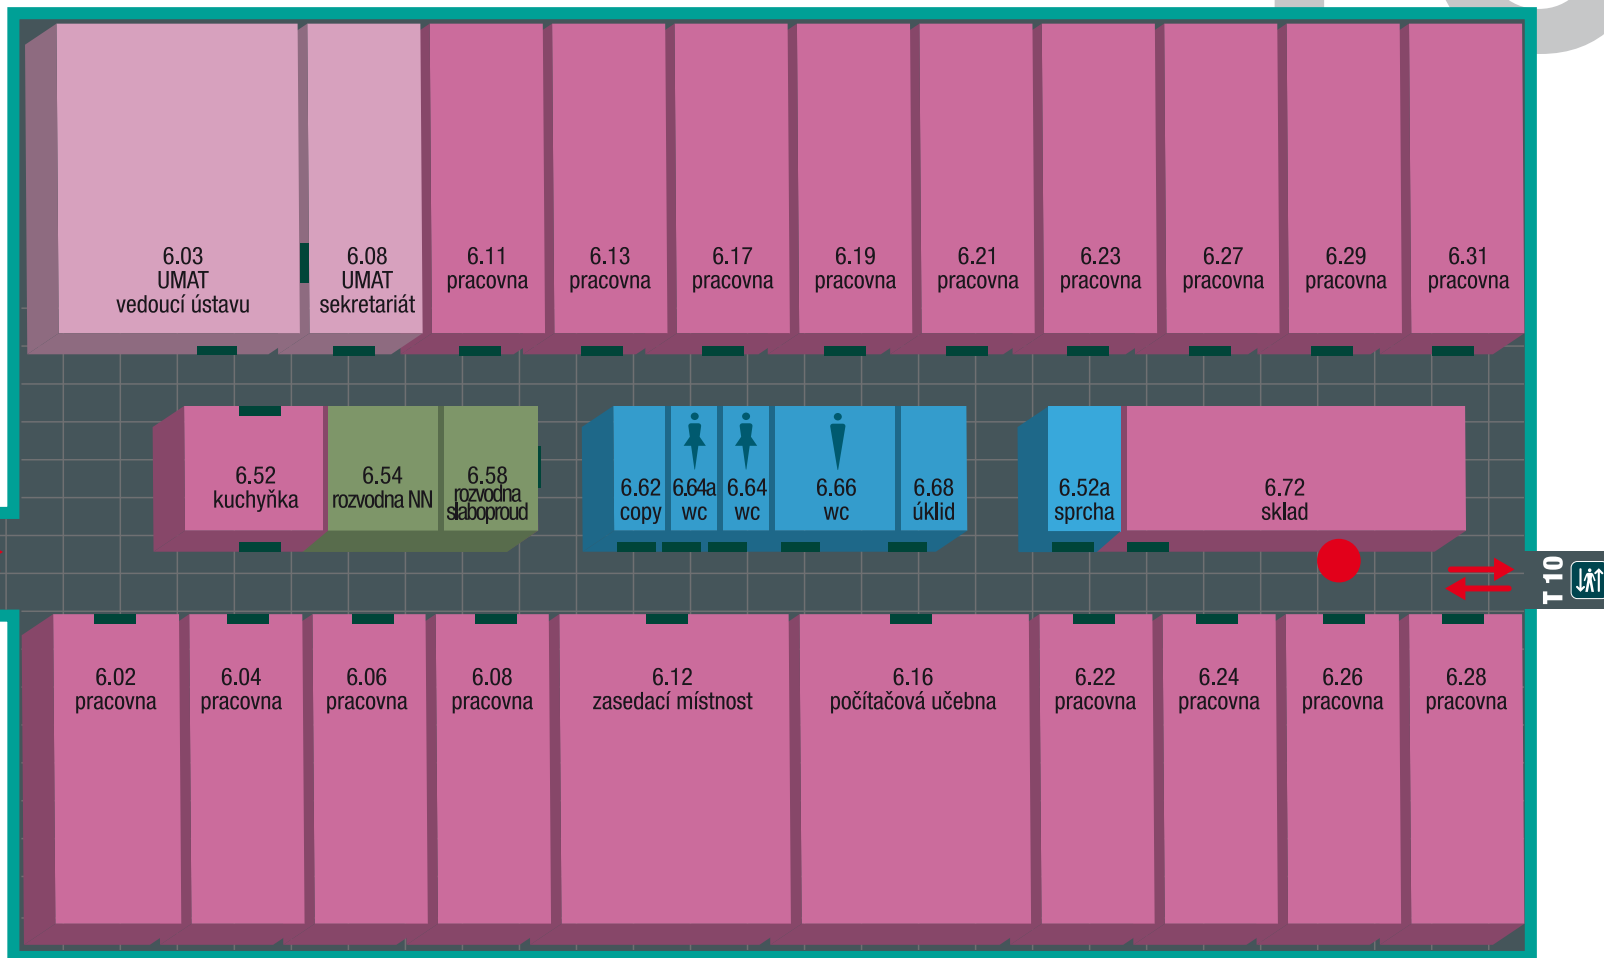 6.03
UMAT
vedoucí ústavu
6.08
UMAT
sekretariát
6.11
pracovna
6.13
pracovna
6.17
pracovna
6.19
pracovna
6.21
pracovna
6.23
pracovna
6.27
pracovna
6.29
pracovna
6.31
pracovna
6.52
kuchyňka
6.54
rozvodna NN
6.58
rozvodna
slaboproud
6.62
copy
6.64a
wc
6.64
wc
6.66
wc
6.68
úklid
6.52a
sprcha
6.72
sklad
T 10
6.02
pracovna
6.04
pracovna
6.06
pracovna
6.08
pracovna
6.12
zasedací místnost
6.16
počítačová učebna
6.22
pracovna
6.24
pracovna
6.26
pracovna
6.28
pracovna